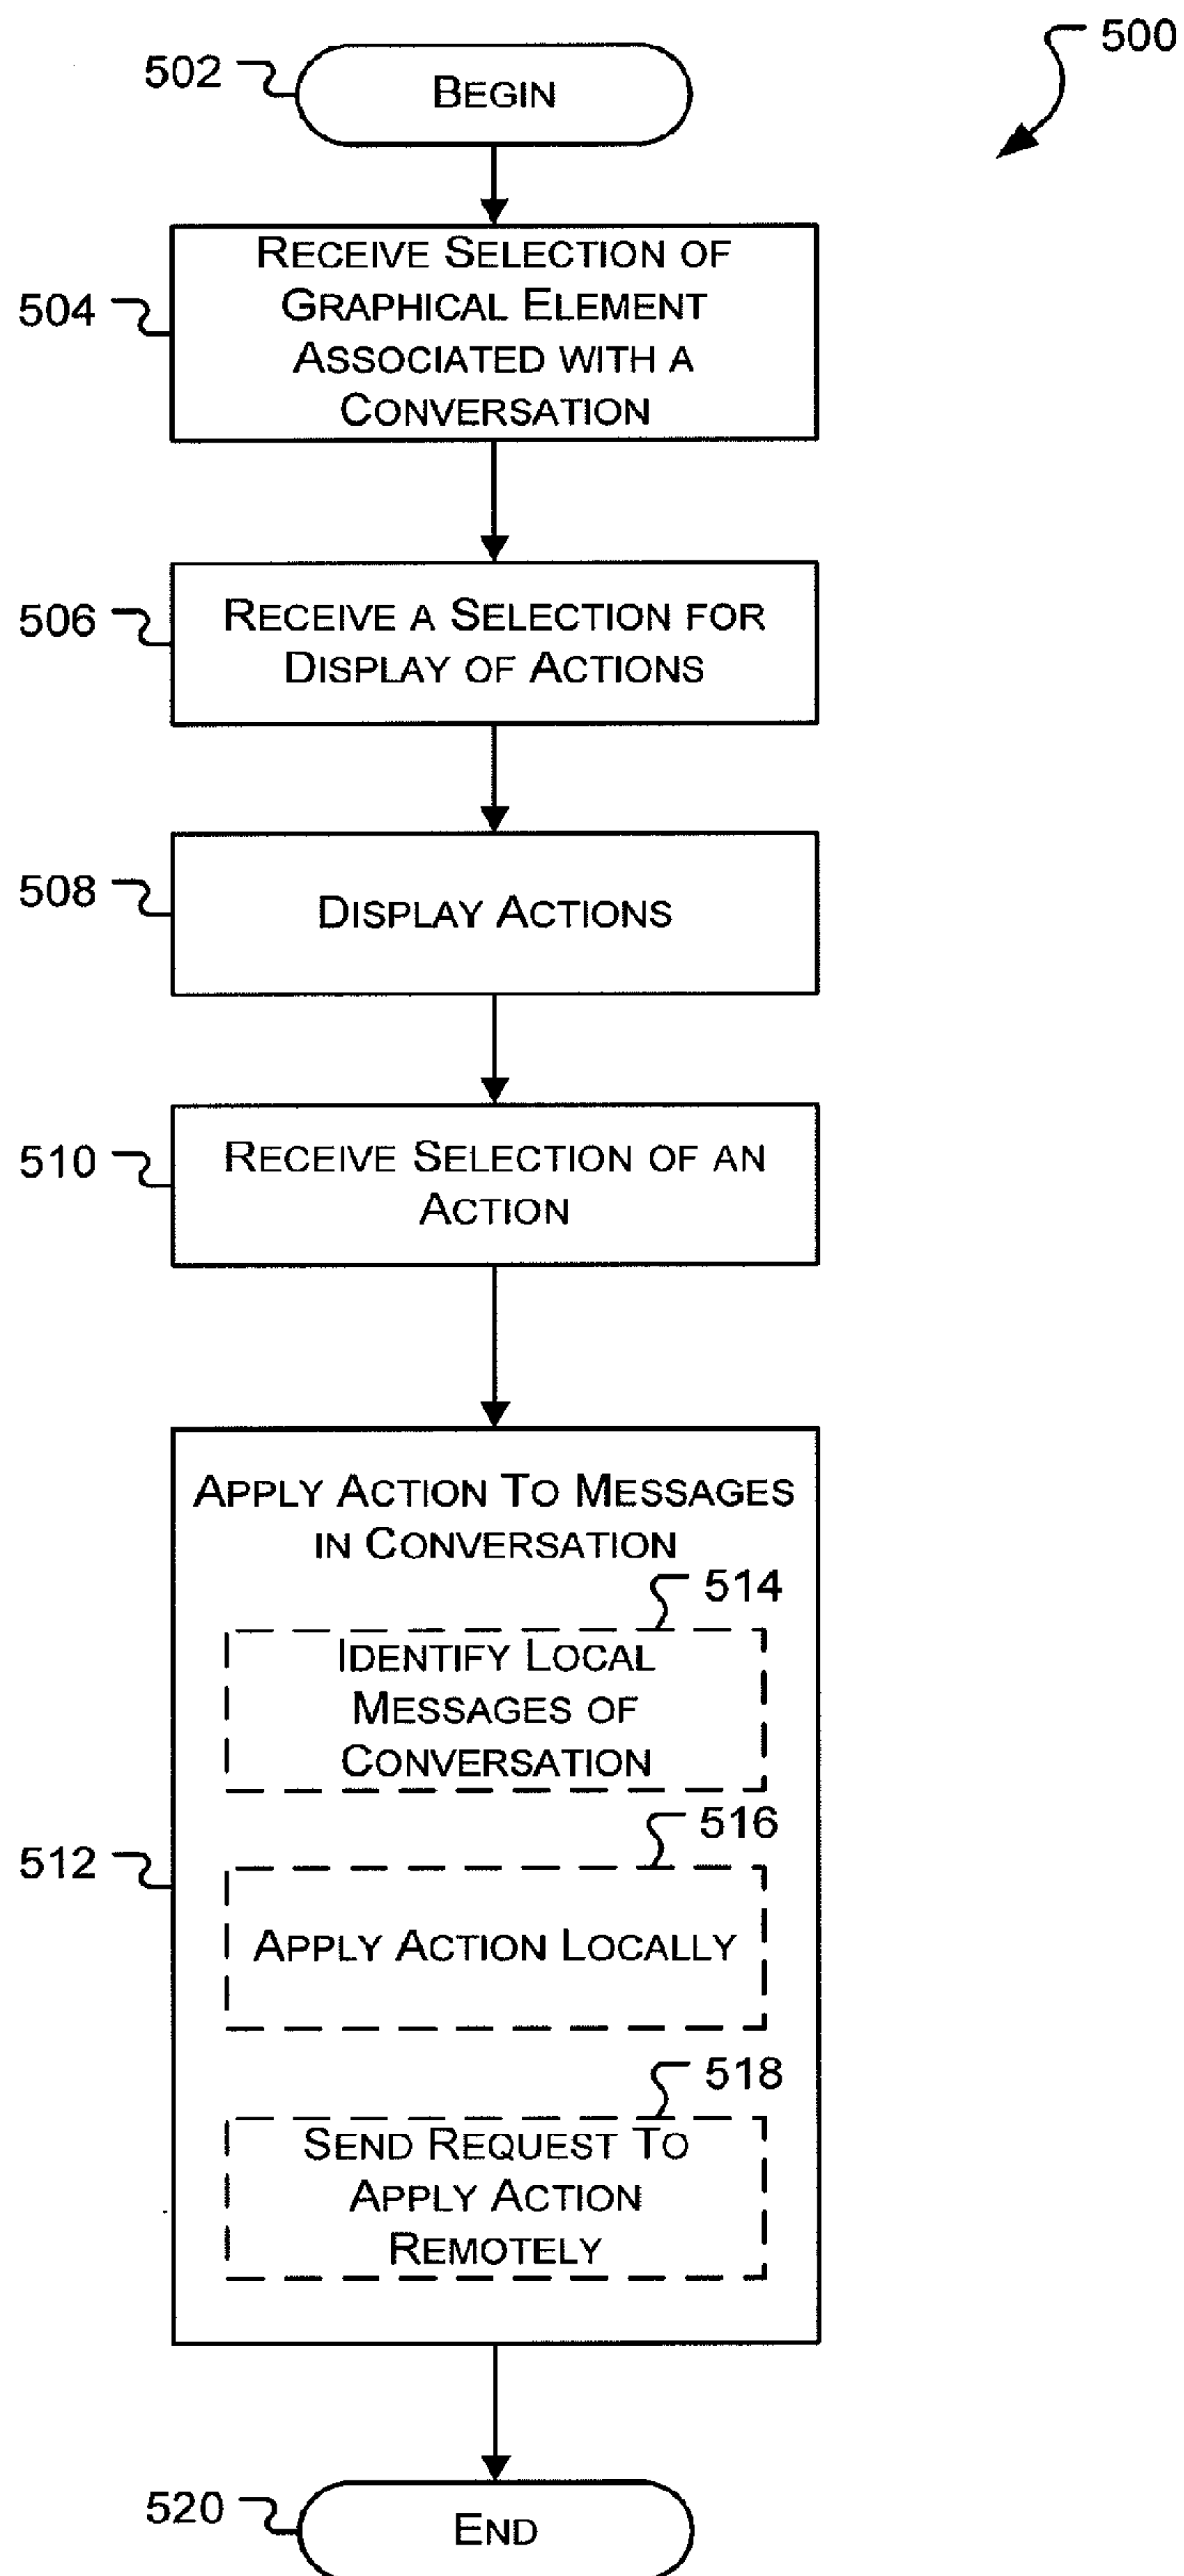 500
502
BEGIN
504
RECEIVE SELECTION OF
GRAPHICAL ELEMENT
ASSOCIATED WITH A
CONVERSATION
506
RECEIVE A SELECTION FOR
DISPLAY OF ACTIONS
508
DISPLAY ACTIONS
510
RECEIVE SELECTION OF AN
ACTION
APPLY ACTION TO MESSAGES
IN CONVERSATION
514
IDENTIFY LOCAL
MESSAGES OF
CONVERSATION
516
512
APPLY ACTION LOCALLY
518
SEND REQUEST TO
APPLY ACTION
REMOTELY
520
END